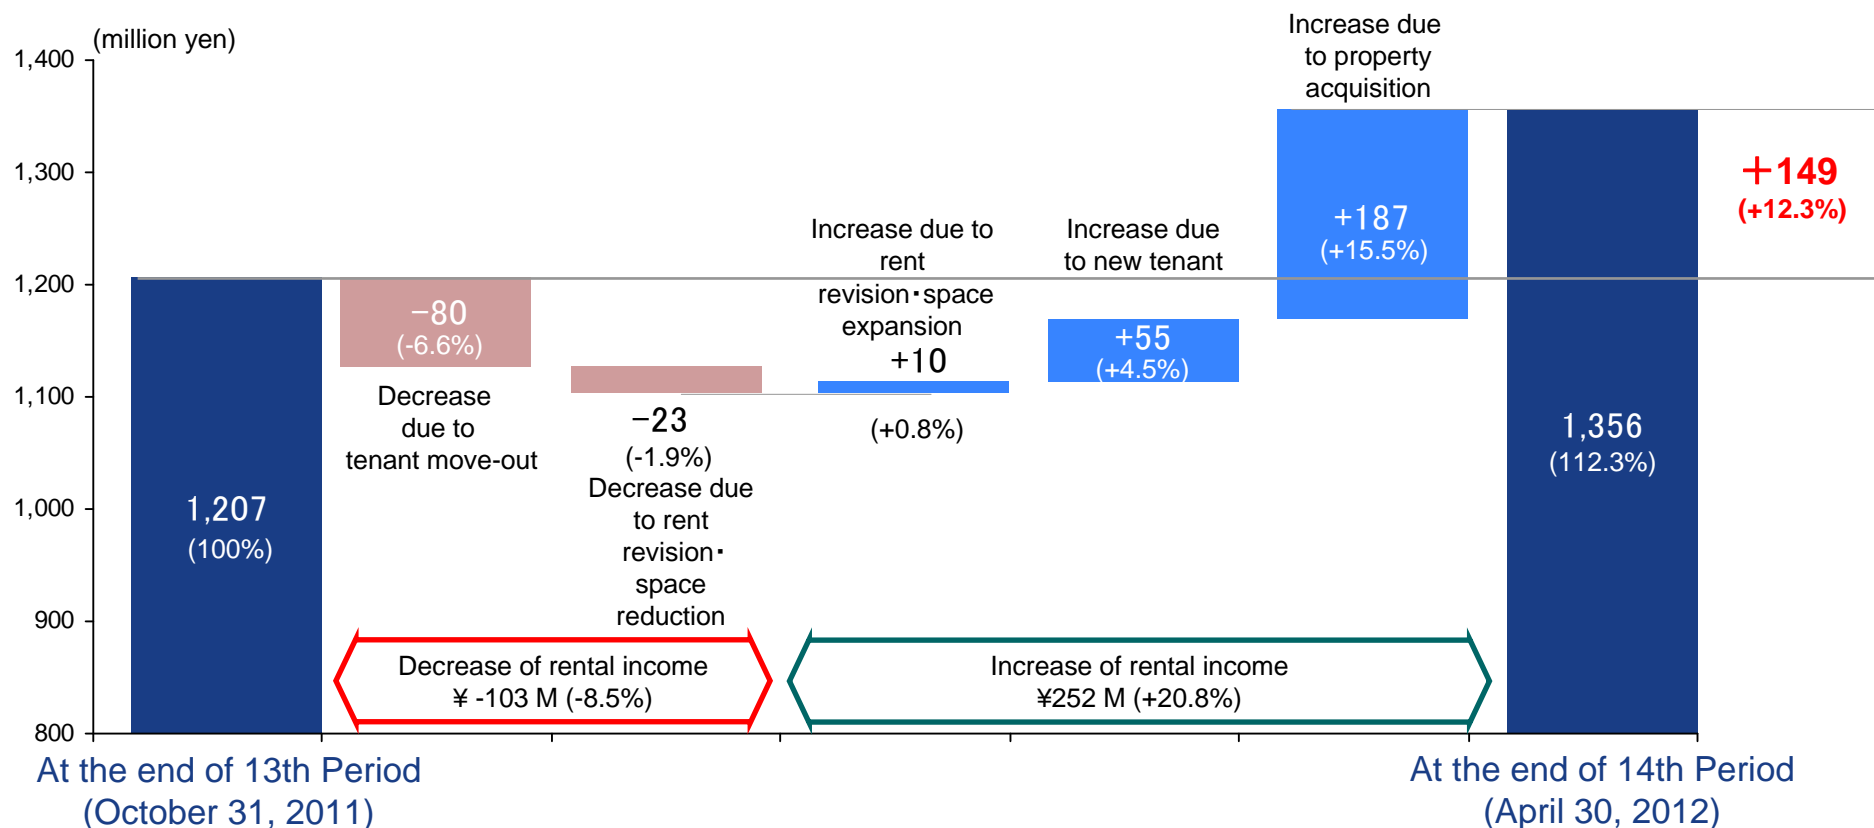 (million yen)
1,400
1,300
1,200
1,100
1,000
900
800
1,207
(100%)
−80
(-6.6%)
Decrease
due to
tenant move-out
−23
(-1.9%)
Decrease due
to rent
revision・
space
reduction
Increase due to
rent
revision・space
expansion
+10
(+0.8%)
Increase due
to new tenant
+55
(+4.5%)
Increase due
to property
acquisition
+187
(+15.5%)
1,356
(112.3%)
＋149
(+12.3%)
Decrease of rental income
¥ -103 M (-8.5%)
Increase of rental income
¥252 M (+20.8%)
At the end of 13th Period
(October 31, 2011)
At the end of 14th Period
(April 30, 2012)